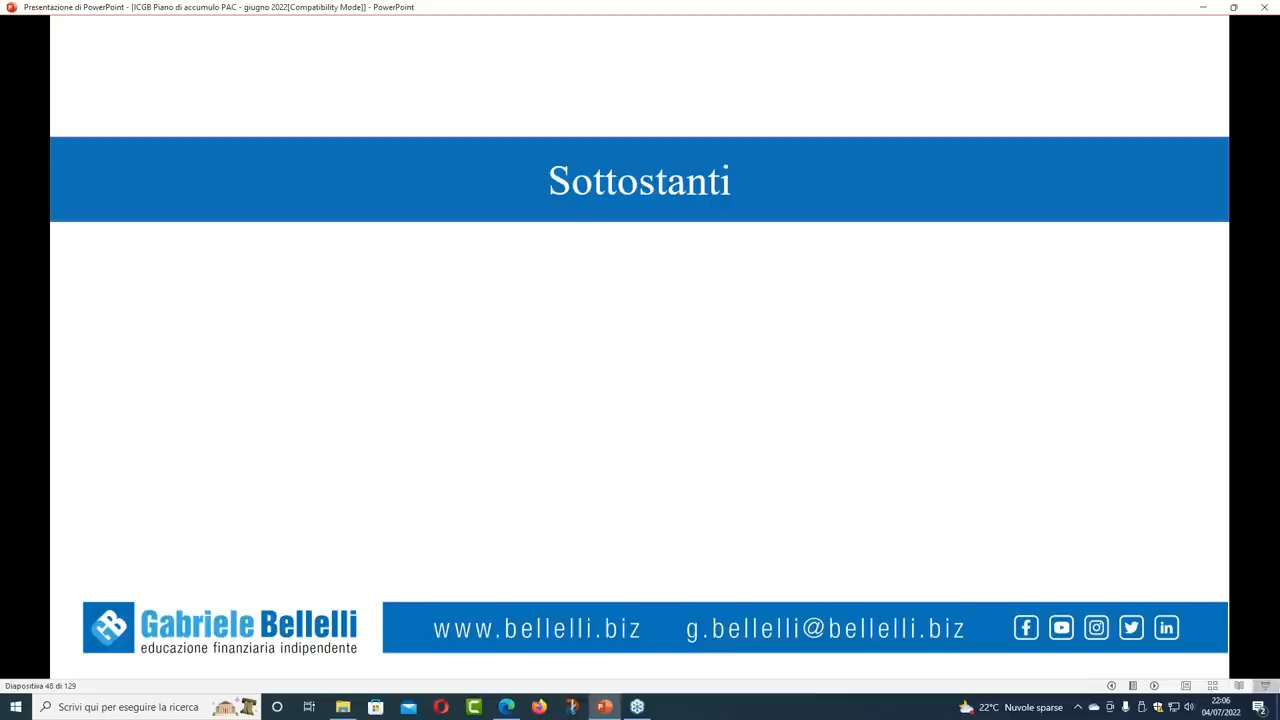 Presentazione di PowerPoint - [ICGB Piano di accumulo PAC - giugno 2022[Compatibility Mode]] - PowerPoint
Sottostanti
Gabriele Bellelli
educazione finanziaria indipendente
www.bellelli.biz g.bellelli@bellelli.biz
Diapositiva 48 di 129
Scrivi qui per eseguire la ricerca
22°C Nuvole sparse
22:06
04/07/2022
2